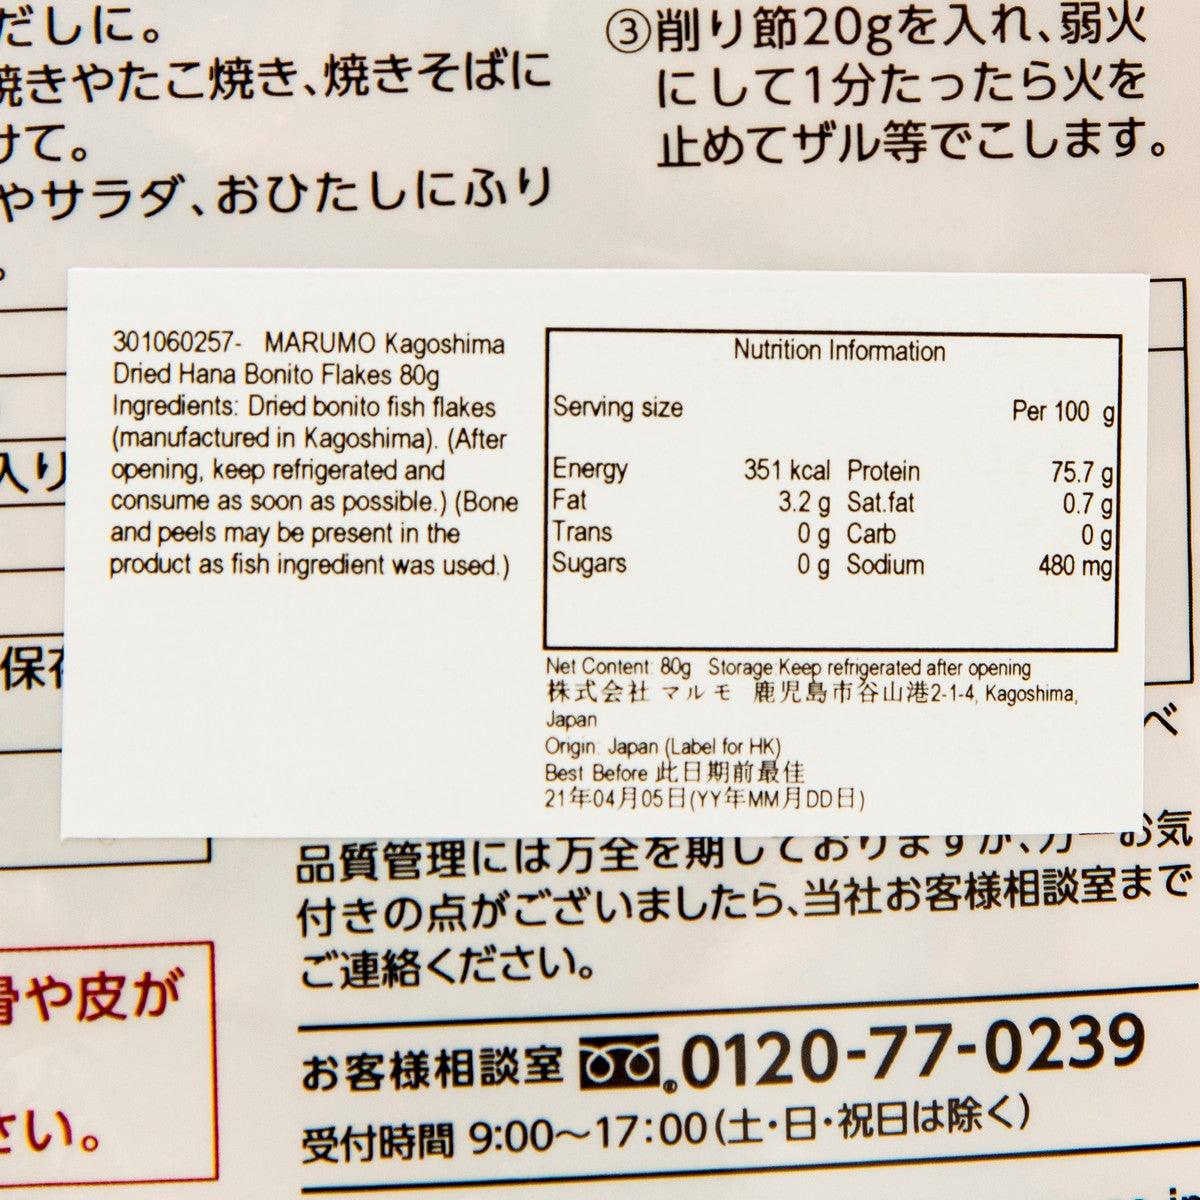 だしに。
焼きやたこ焼き、焼きそばに
けて。
やサラダ、おひたしにふり
。
③削り節20gを入れ、弱火
にして1分たったら火を
止めてザル等でこします。
入り
保存
301060257- MARUMO Kagoshima
Dried Hana Bonito Flakes 80g
Ingredients: Dried bonito fish flakes
(manufactured in Kagoshima). (After
opening, keep refrigerated and
consume as soon as possible.) (Bone
and peels may be present in the
product as fish ingredient was used.)
Nutrition Information
Serving size Per 100 g
Energy 351 kcal Protein 75.7 g
Fat 3.2 g Sat.fat 0.7 g
Trans 0 g Carb 0 g
Sugars 0 g Sodium 480 mg
Net Content: 80g Storage:Keep refrigerated after opening
株式会社 マルモ 鹿児島市谷山港2-1-4, Kagoshima,
Japan
Origin: Japan (Label for HK)
Best Before 此日期前最佳
21年04月05日(YY年MM月DD日)
べ
品質管理には万全を期しておりますが、万一お気
付きの点がございましたら、当社お客様相談室まで
ご連絡ください。
骨や皮が
さい。
お客様相談室 0120-77-0239
受付時間 9:00～17:00(土・日・祝日は除く)